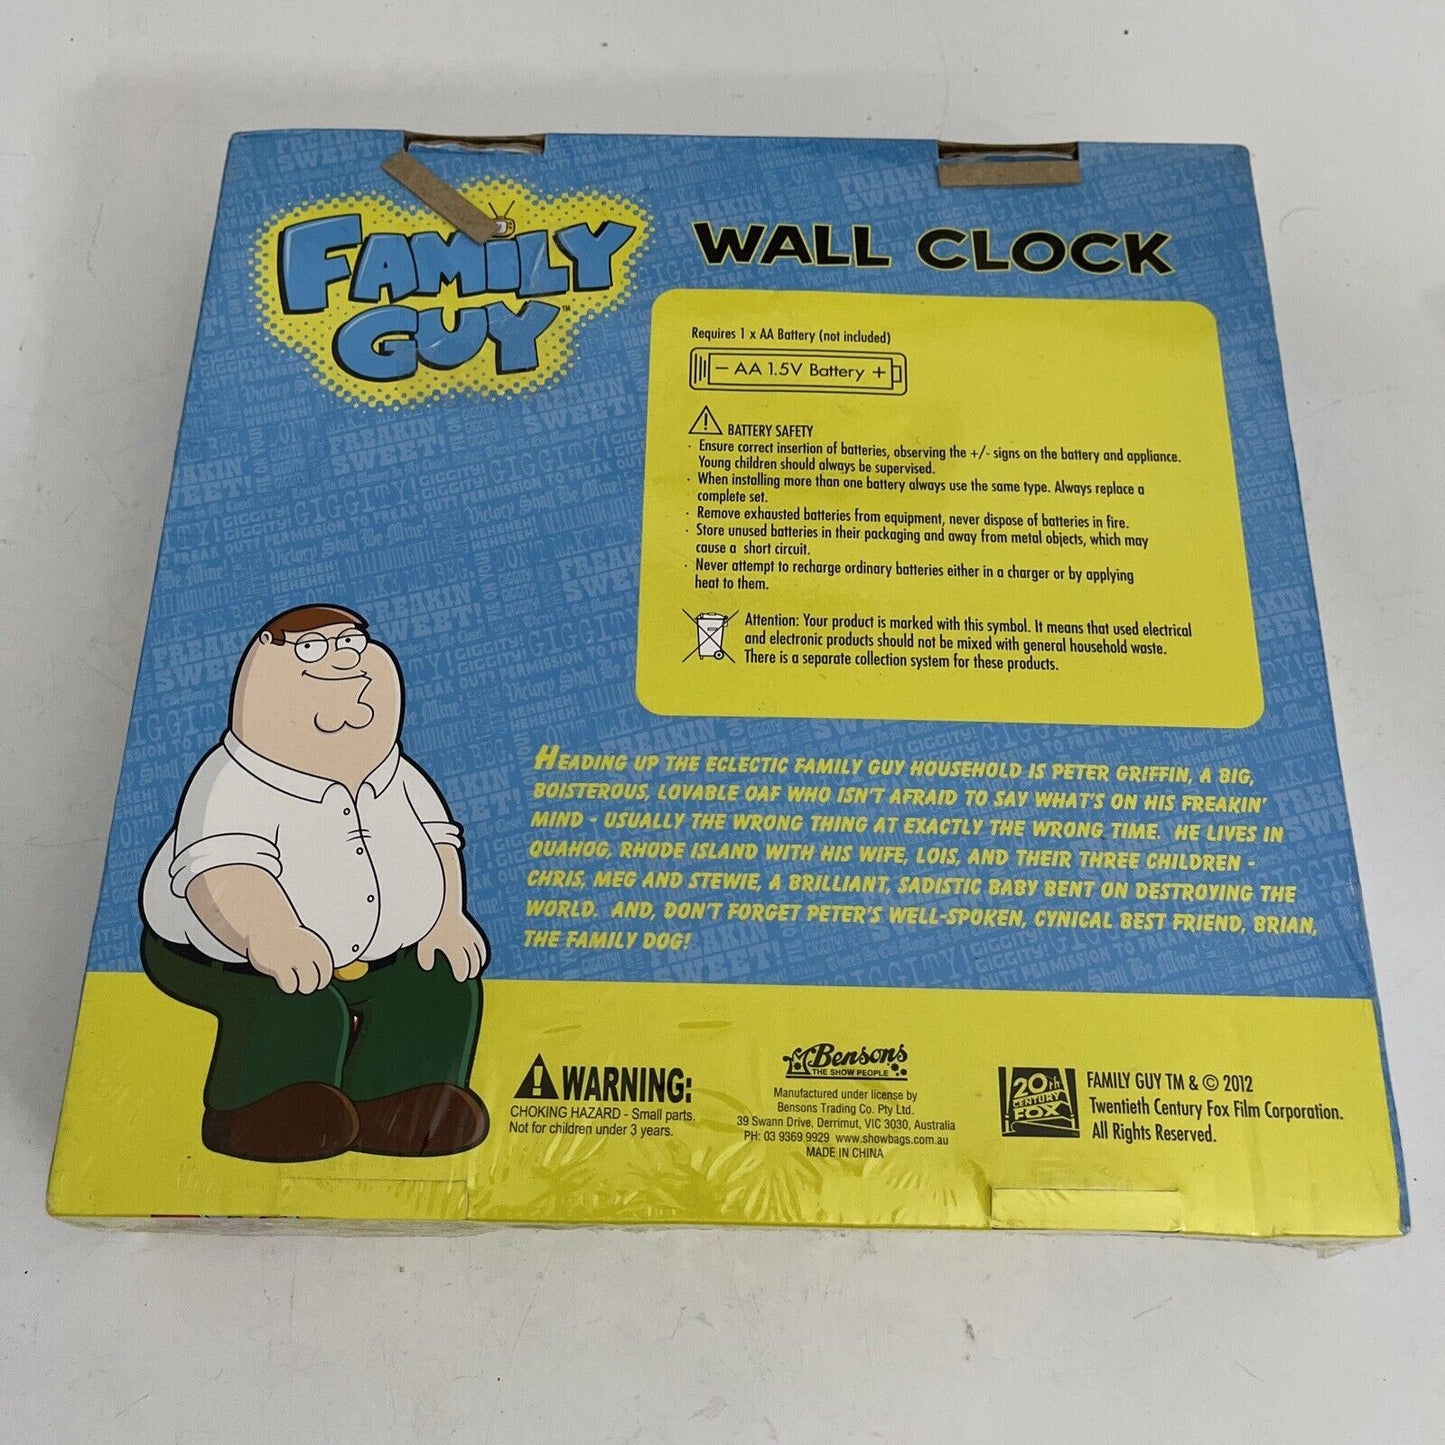 FAMILY
GUY™
WALL CLOCK
Requires 1 x AA Battery (not included)
– AA 1.5V Battery +
BATTERY SAFETY
· Ensure correct insertion of batteries, observing the +/- signs on the battery and appliance.
Young children should always be supervised.
· When installing more than one battery always use the same type. Always replace a
complete set.
· Remove exhausted batteries from equipment, never dispose of batteries in fire.
· Store unused batteries in their packaging and away from metal objects, which may
cause a short circuit.
· Never attempt to recharge ordinary batteries either in a charger or by applying
heat to them.
Attention: Your product is marked with this symbol. It means that used electrical
and electronic products should not be mixed with general household waste.
There is a separate collection system for these products.
HEADING UP THE ECLECTIC FAMILY GUY HOUSEHOLD IS PETER GRIFFIN, A BIG,
BOISTEROUS, LOVABLE OAF WHO ISN'T AFRAID TO SAY WHAT'S ON HIS FREAKIN'
MIND - USUALLY THE WRONG THING AT EXACTLY THE WRONG TIME. HE LIVES IN
QUAHOG, RHODE ISLAND WITH HIS WIFE, LOIS, AND THEIR THREE CHILDREN -
CHRIS, MEG AND STEWIE, A BRILLIANT, SADISTIC BABY BENT ON DESTROYING THE
WORLD. AND, DON'T FORGET PETER'S WELL-SPOKEN, CYNICAL BEST FRIEND, BRIAN,
THE FAMILY DOG!
WARNING:
CHOKING HAZARD - Small parts.
Not for children under 3 years.
Bensons
THE SHOW PEOPLE
Manufactured under license by
Bensons Trading Co. Pty Ltd.
39 Swann Drive, Derrimut, VIC 3030, Australia
PH: 03 9369 9929 www.showbags.com.au
MADE IN CHINA
20th
CENTURY
FOX
FAMILY GUY TM & © 2012
Twentieth Century Fox Film Corporation.
All Rights Reserved.